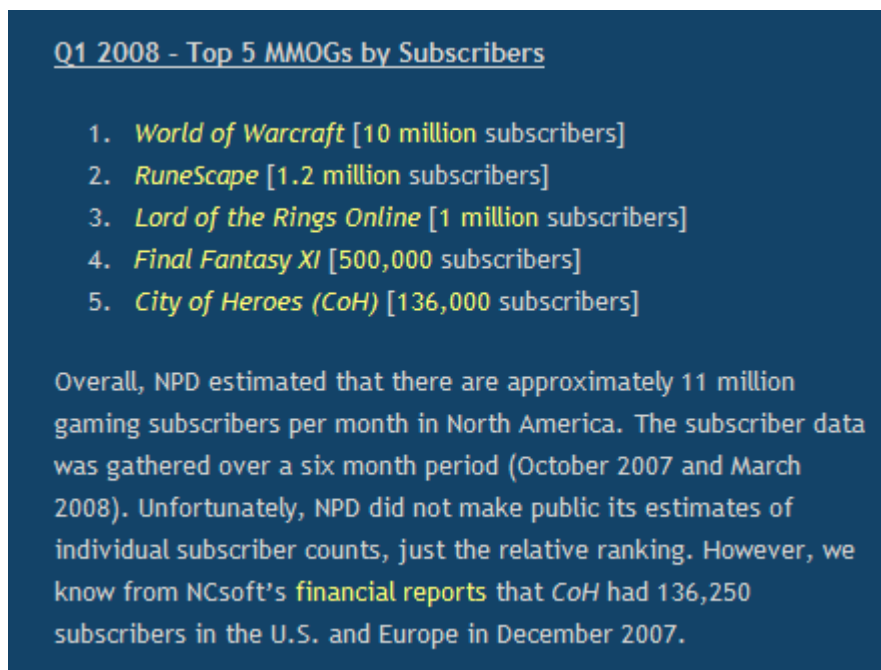 Q1 2008 - Top 5 MMOGs by Subscribers
1. World of Warcraft [10 million subscribers]
2. RuneScape [1.2 million subscribers]
3. Lord of the Rings Online [1 million subscribers]
4. Final Fantasy XI [500,000 subscribers]
5. City of Heroes (CoH) [136,000 subscribers]
Overall, NPD estimated that there are approximately 11 million
gaming subscribers per month in North America. The subscriber data
was gathered over a six month period (October 2007 and March
2008). Unfortunately, NPD did not make public its estimates of
individual subscriber counts, just the relative ranking. However, we
know from NCsoft’s financial reports that CoH had 136,250
subscribers in the U.S. and Europe in December 2007.